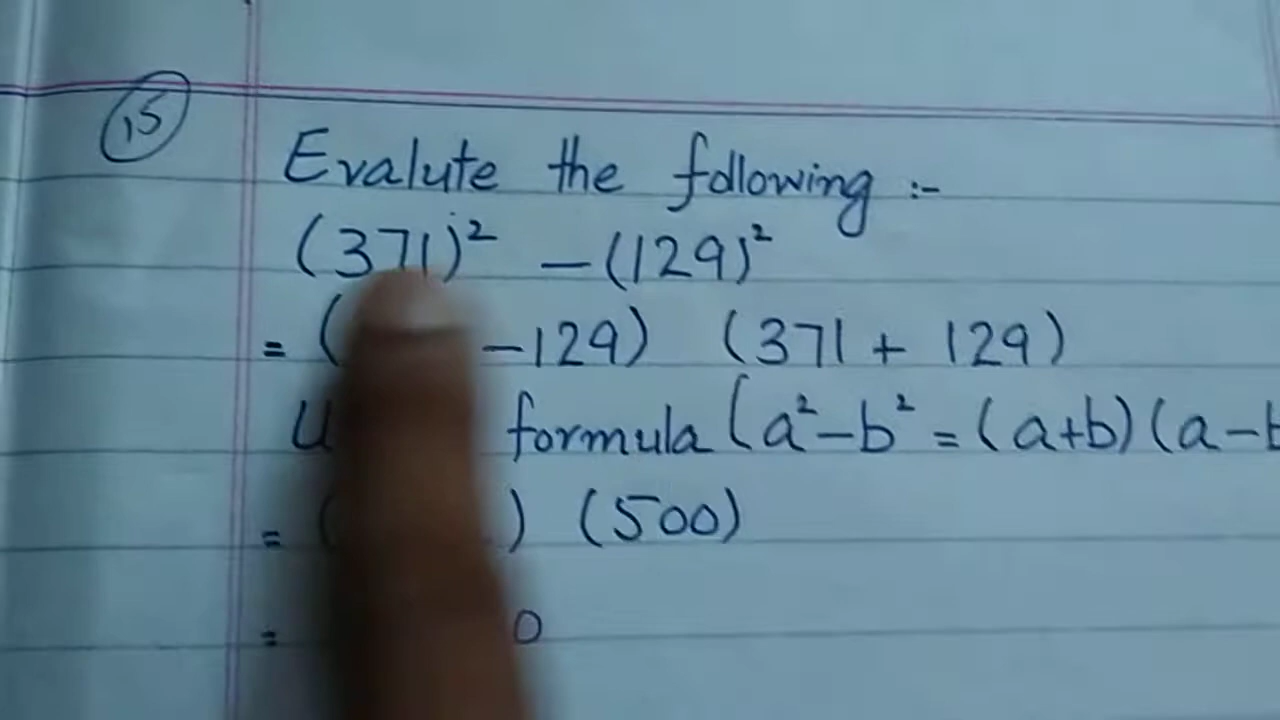 15
Evalute the following :-
(371)² - (129)²
= ( -129) (371 + 129)
formula (a²-b² = (a+b)(a-b
= ( ) (500)
= 0